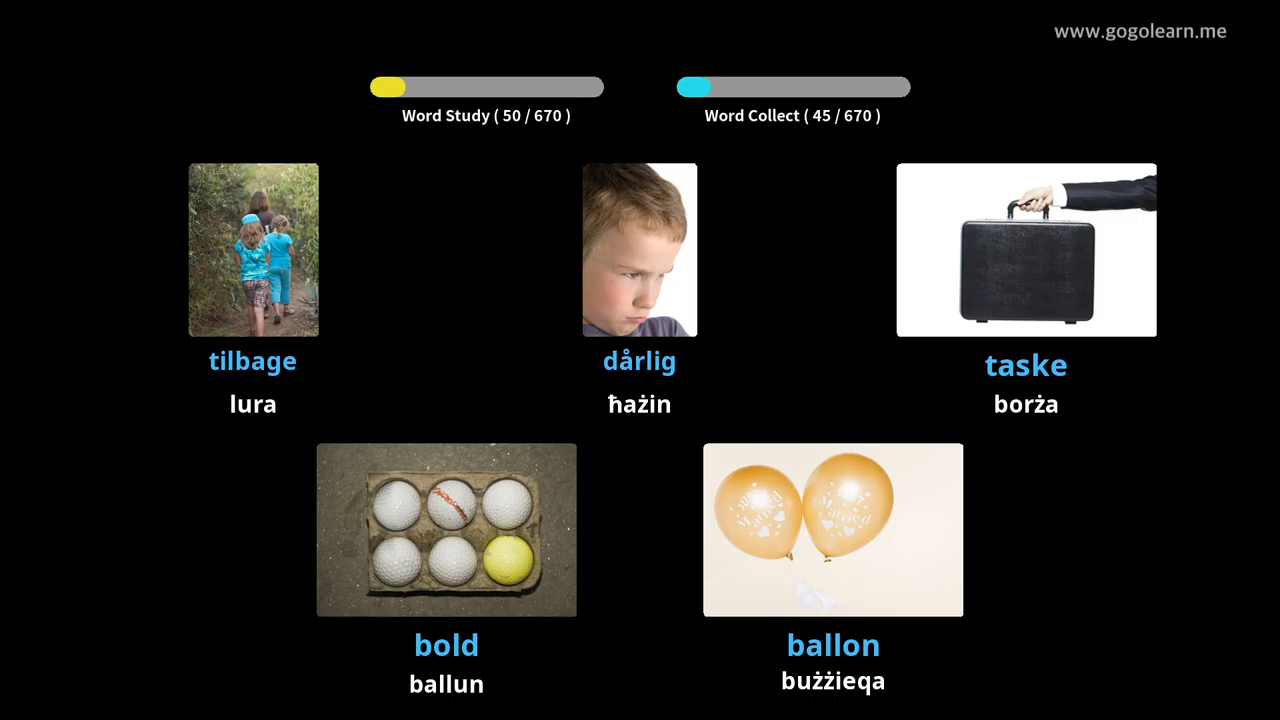 www.gogolearn.me
Word Study ( 50 / 670 )
Word Collect ( 45 / 670 )
tilbage
lura
dårlig
ħażin
taske
borża
bold
ballun
ballon
bużżieqa